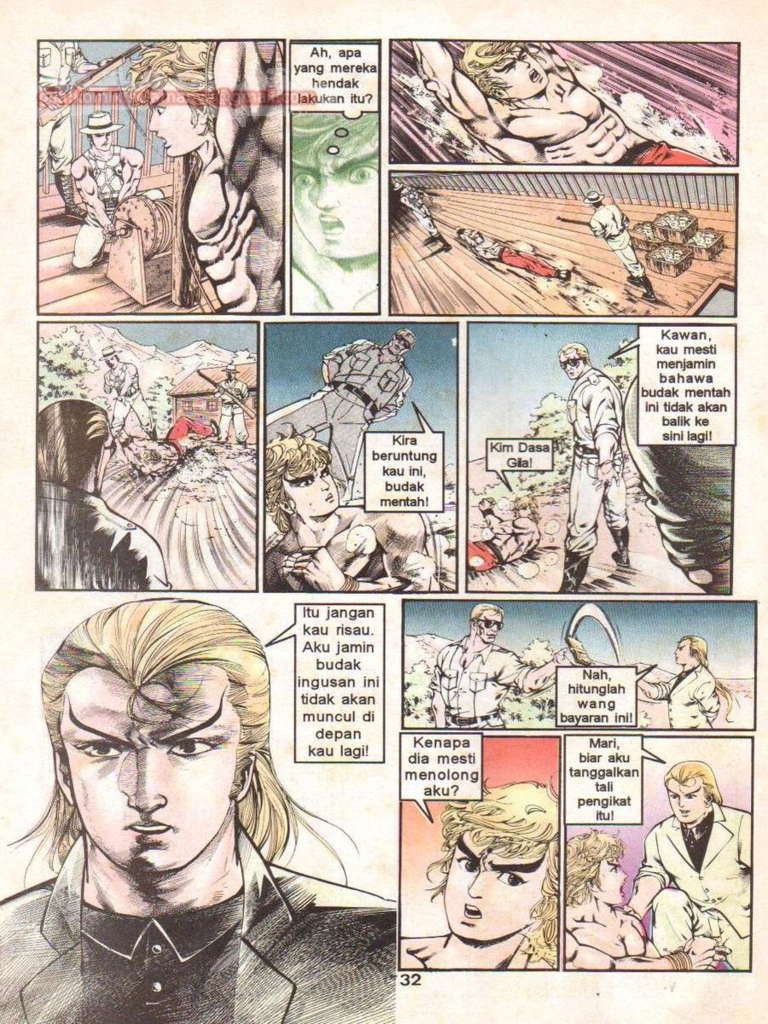 Ah, apa
yang mereka
hendak
lakukan itu?
Kira
beruntung
kau ini,
budak
mentah!
Kim Dasa
Gila!
Kawan,
kau mesti
menjamin
bahawa
budak mentah
ini tidak akan
balik ke
sini lagi!
Itu jangan
kau risau.
Aku jamin
budak
ingusan ini
tidak akan
muncul di
depan
kau lagi!
Nah,
hitunglah
wang
bayaran ini!
Kenapa
dia mesti
menolong
aku?
Mari,
biar aku
tanggalkan
tali
pengikat
itu!
32